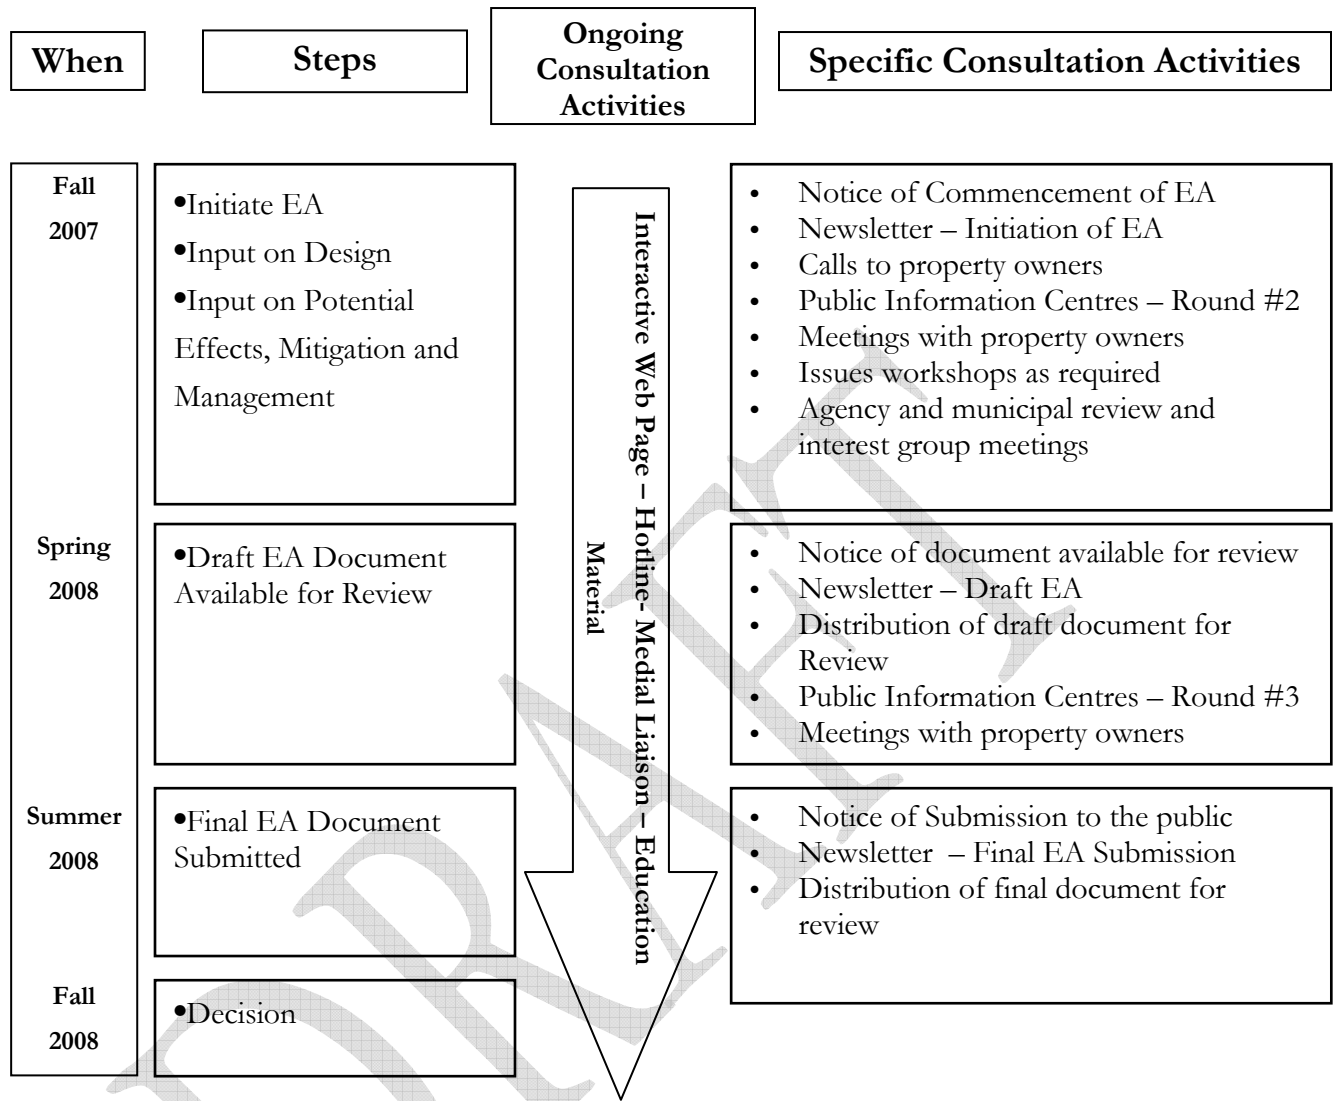 When
Steps
Ongoing
Consultation
Activities
Specific Consultation Activities
Fall
2007
•Initiate EA
•Input on Design
•Input on Potential
Effects, Mitigation and
Management
Interactive Web Page – Hotline- Medial Liaison – Education
Material
• Notice of Commencement of EA
• Newsletter – Initiation of EA
• Calls to property owners
• Public Information Centres – Round #2
• Meetings with property owners
• Issues workshops as required
• Agency and municipal review and
interest group meetings
Spring
2008
•Draft EA Document
Available for Review
• Notice of document available for review
• Newsletter – Draft EA
• Distribution of draft document for
Review
• Public Information Centres – Round #3
• Meetings with property owners
Summer
2008
•Final EA Document
Submitted
• Notice of Submission to the public
• Newsletter – Final EA Submission
• Distribution of final document for
review
Fall
2008
•Decision
DRAFT